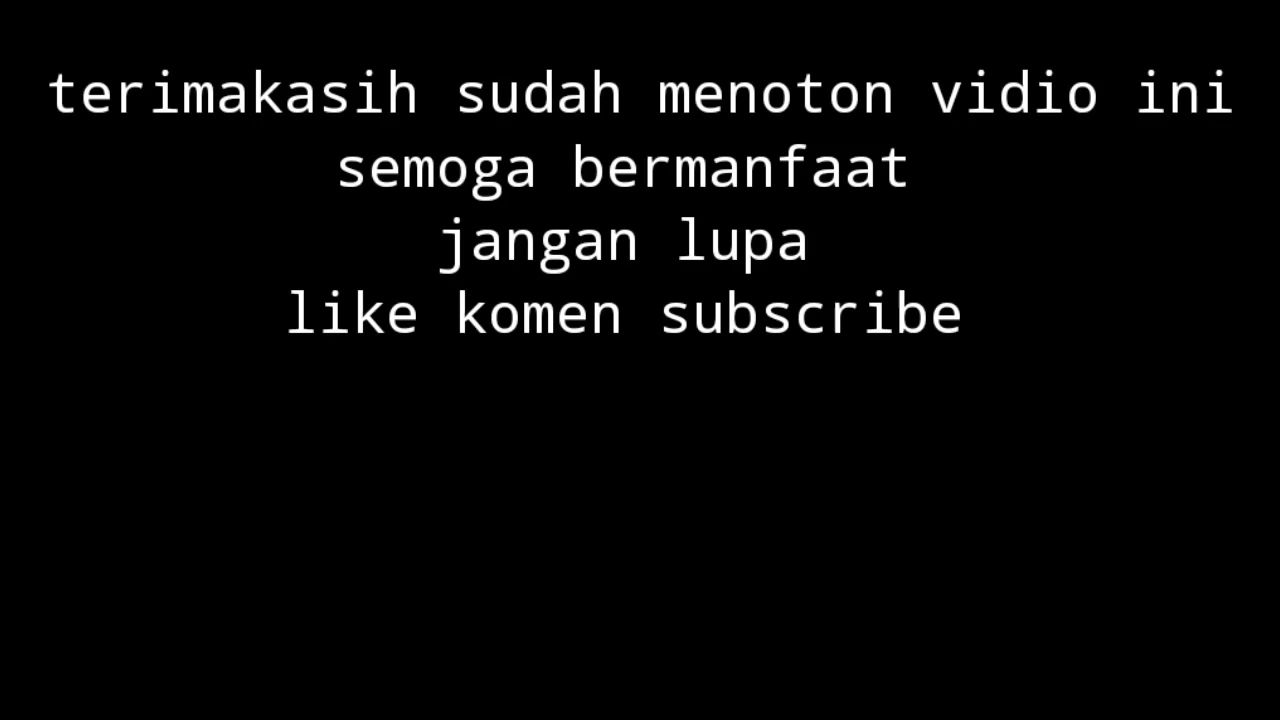 terimakasih sudah menoton vidio ini
semoga bermanfaat
jangan lupa
like komen subscribe